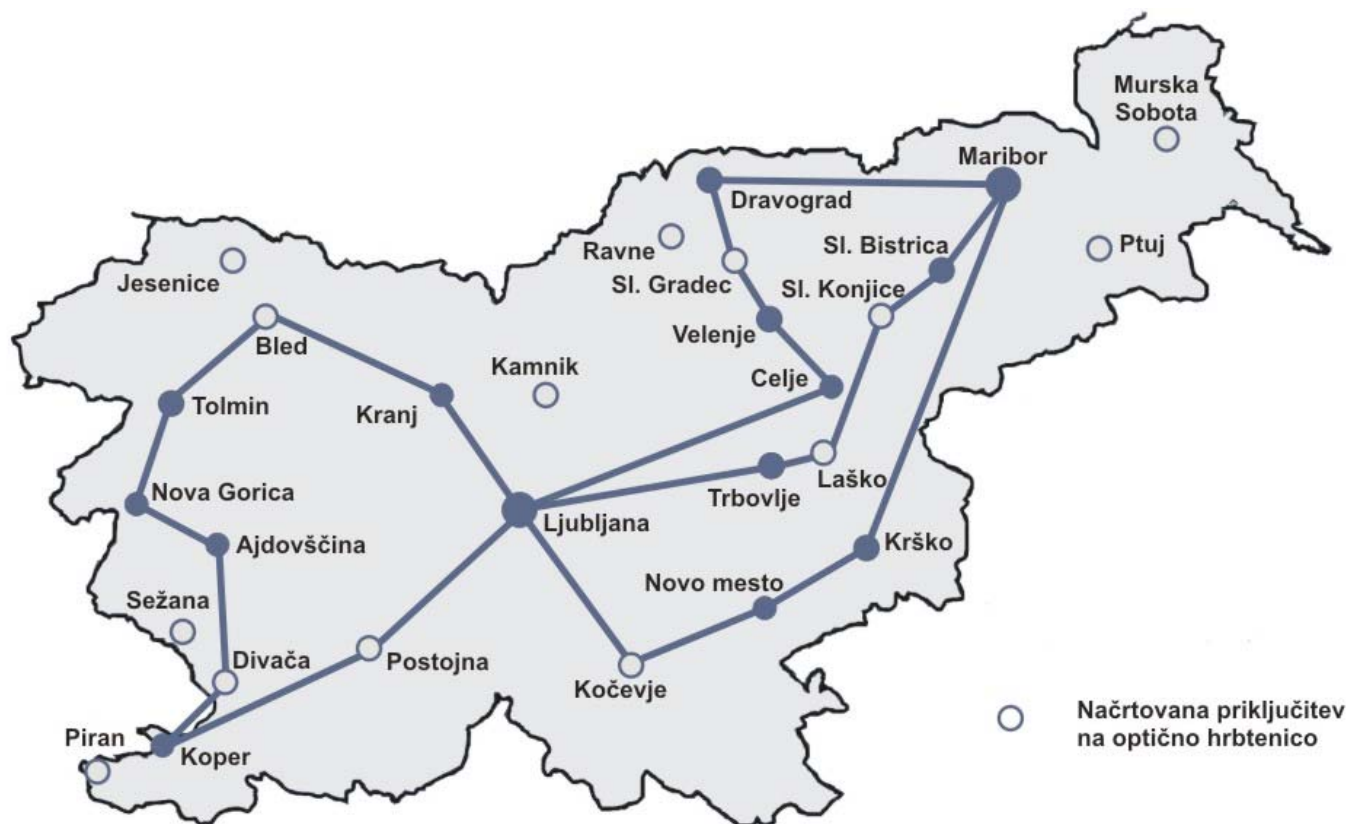 Murska
Sobota
Maribor
Dravograd
Ravne
Sl. Bistrica
Ptuj
Jesenice
Sl. Gradec
Sl. Konjice
Bled
Velenje
Kamnik
Celje
Tolmin
Kranj
Laško
Trbovlje
Nova Gorica
Ljubljana
Ajdovščina
Krško
Novo mesto
Sežana
Divača
Postojna
Kočevje
Piran
Koper
Načrtovana priključitev
na optično hrbtenico